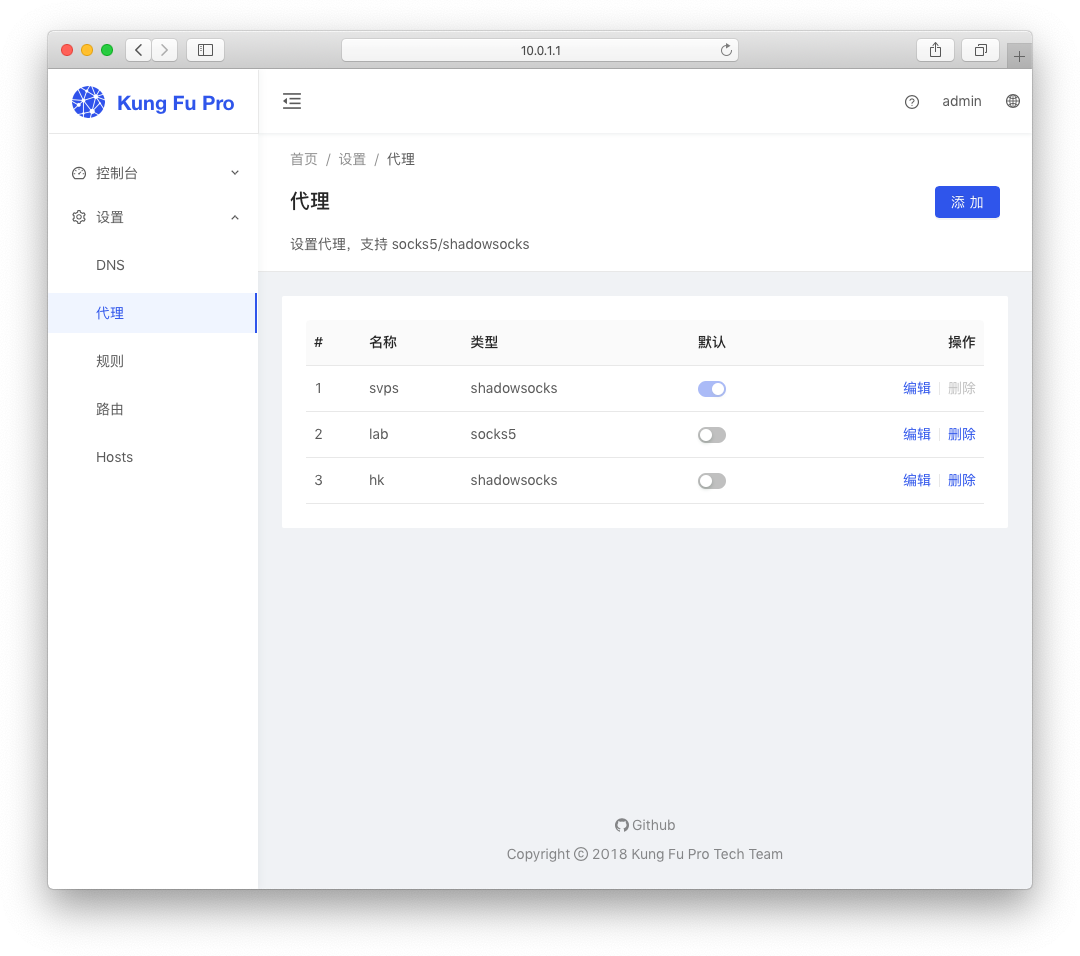 10.0.1.1
Kung Fu Pro
admin
控制台
设置
DNS
代理
规则
路由
Hosts
首页 / 设置 / 代理
代理
添 加
设置代理，支持 socks5/shadowsocks
# 名称 类型 默认 操作
1 svps shadowsocks 编辑 删除
2 lab socks5 编辑 删除
3 hk shadowsocks 编辑 删除
Github
Copyright © 2018 Kung Fu Pro Tech Team